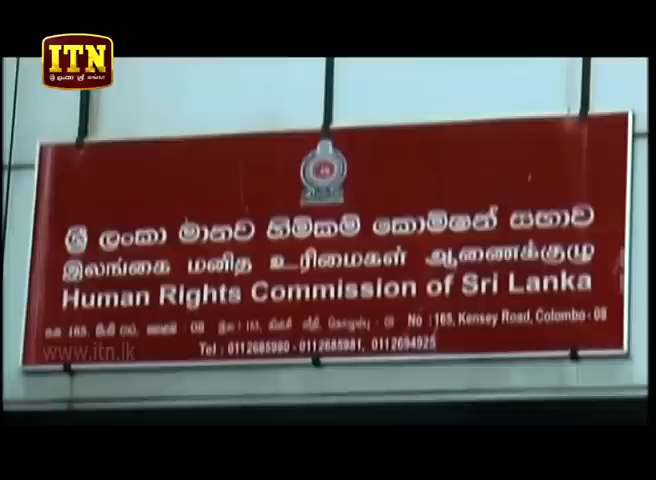 ITN
ශ්‍රී ලංකා மானව හිමිකම් කොමිෂන් සභාව
இலங்கை மனித உரிமைகள் ஆணைக்குழு
Human Rights Commission of Sri Lanka
No : 165, Kensey Road, Colombo - 08
Tel : 0112685980 - 0112685981, 0112694925
www.itn.lk